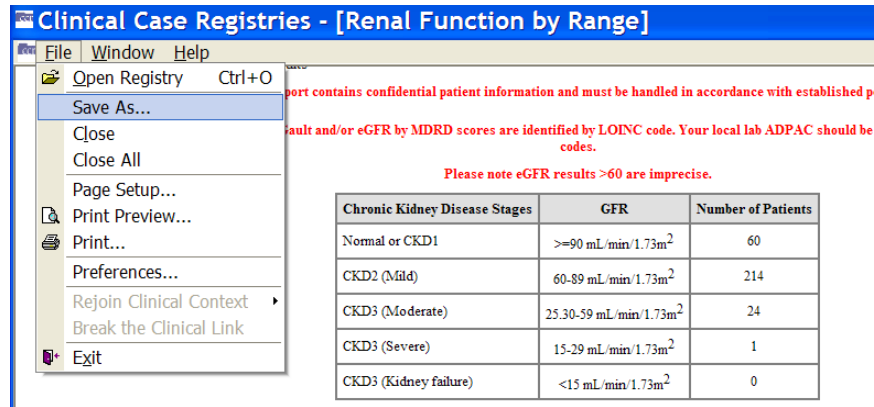 Clinical Case Registries - [Renal Function by Range]
File Window Help
Open Registry Ctrl+O
Save As...
Close
Close All
Page Setup...
Print Preview...
Print...
Preferences...
Rejoin Clinical Context
Break the Clinical Link
Exit
port contains confidential patient information and must be handled in accordance with established p
ault and/or eGFR by MDRD scores are identified by LOINC code. Your local lab ADPAC should be
codes.
Please note eGFR results >60 are imprecise.
Chronic Kidney Disease Stages GFR Number of Patients
Normal or CKD1 >=90 mL/min/1.73m2 60
CKD2 (Mild) 60-89 mL/min/1.73m2 214
CKD3 (Moderate) 25.30-59 mL/min/1.73m2 24
CKD3 (Severe) 15-29 mL/min/1.73m2 1
CKD3 (Kidney failure) <15 mL/min/1.73m2 0